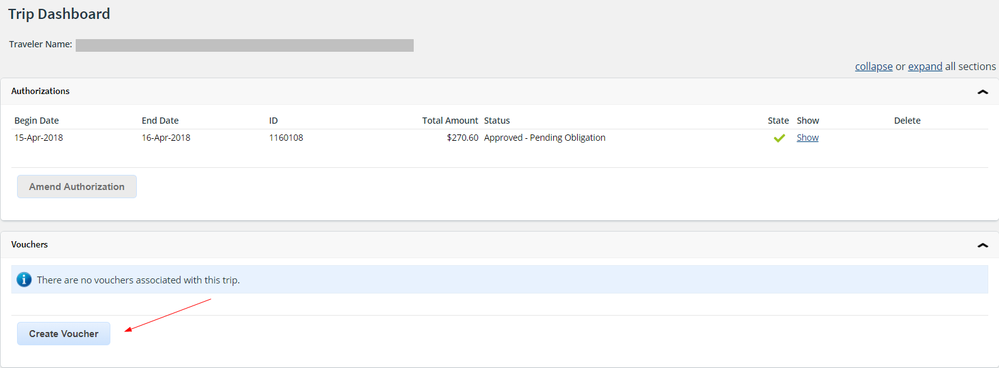 Trip Dashboard
Traveler Name:
collapse or expand all sections
Authorizations
Begin Date End Date ID Total Amount Status State Show Delete
15-Apr-2018 16-Apr-2018 1160108 $270.60 Approved - Pending Obligation Show
Amend Authorization
Vouchers
There are no vouchers associated with this trip.
Create Voucher